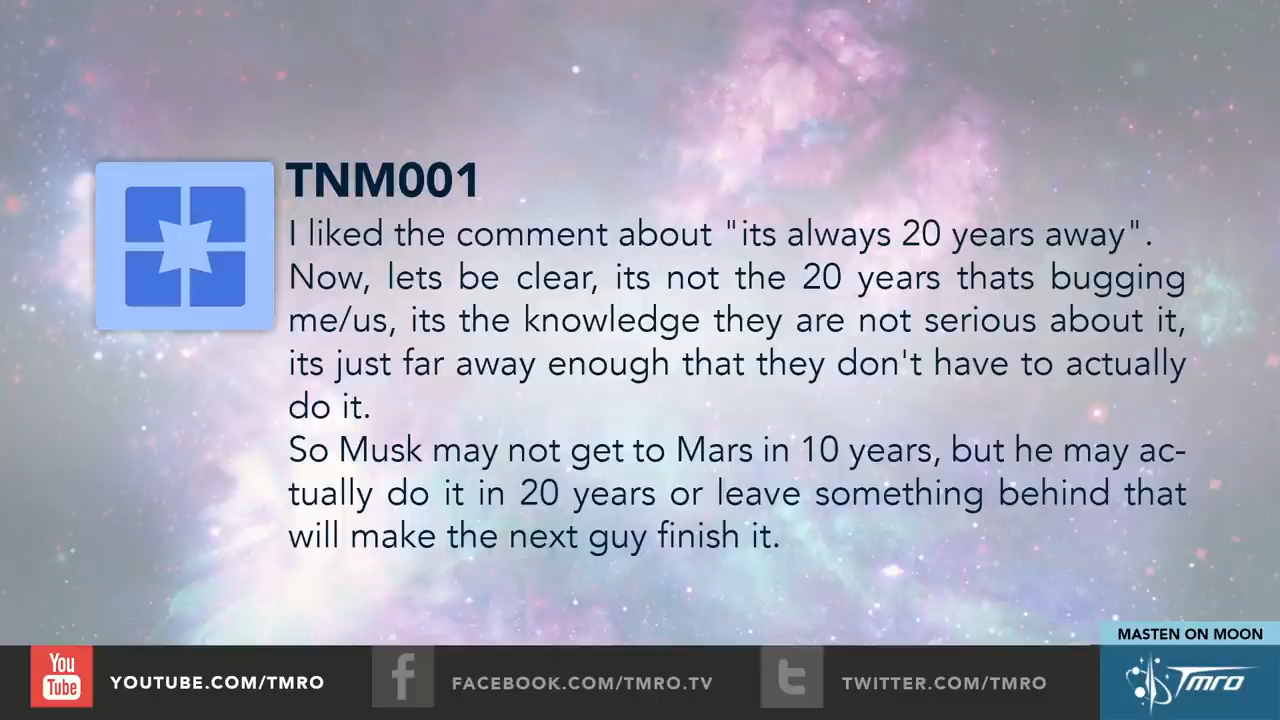 TNM001
I liked the comment about "its always 20 years away".
Now, lets be clear, its not the 20 years thats bugging
me/us, its the knowledge they are not serious about it,
its just far away enough that they don't have to actually
do it.
So Musk may not get to Mars in 10 years, but he may ac-
tually do it in 20 years or leave something behind that
will make the next guy finish it.
MASTEN ON MOON
You
Tube
YOUTUBE.COM/TMRO
f
FACEBOOK.COM/TMRO.TV
t
TWITTER.COM/TMRO
Tmro